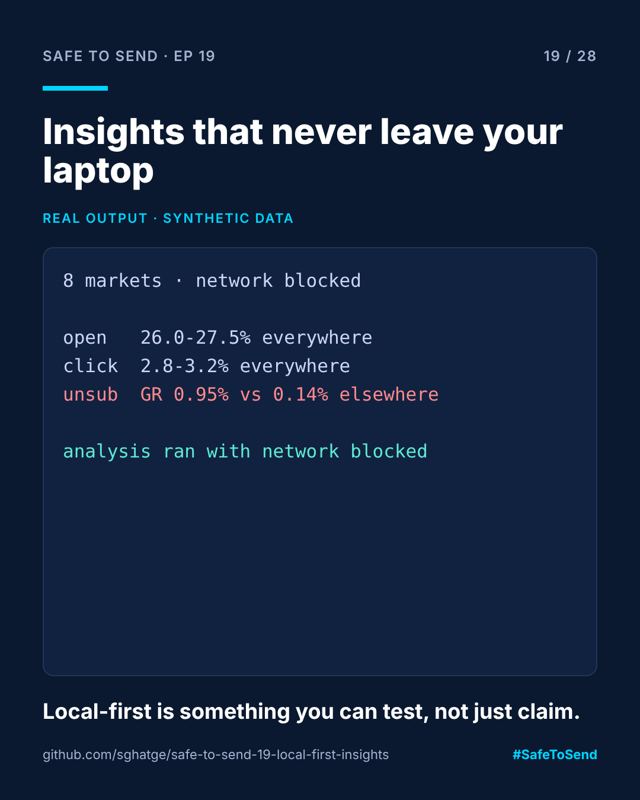 SAFE TO SEND · EP 19
19 / 28
Insights that never leave your
laptop
REAL OUTPUT · SYNTHETIC DATA
8 markets · network blocked
open   26.0-27.5% everywhere
click  2.8-3.2% everywhere
unsub  GR 0.95% vs 0.14% elsewhere
analysis ran with network blocked
Local-first is something you can test, not just claim.
github.com/sghatge/safe-to-send-19-local-first-insights
#SafeToSend